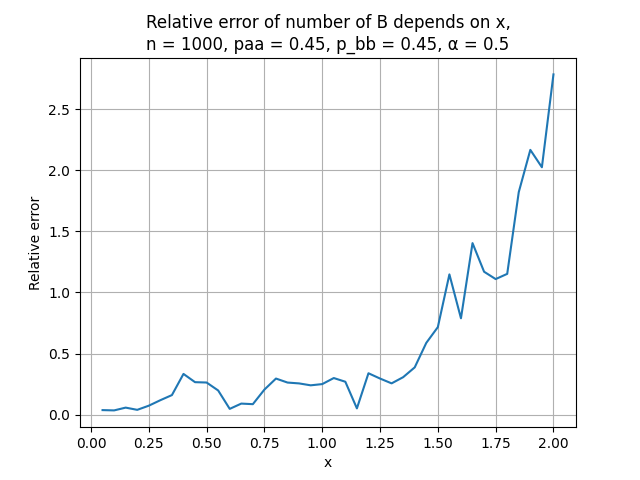 Relative error of number of B depends on x,
n = 1000, paa = 0.45, p_bb = 0.45, α = 0.5
Relative error
2.5
2.0
1.5
1.0
0.5
0.0
0.00 0.25 0.50 0.75 1.00 1.25 1.50 1.75 2.00
x